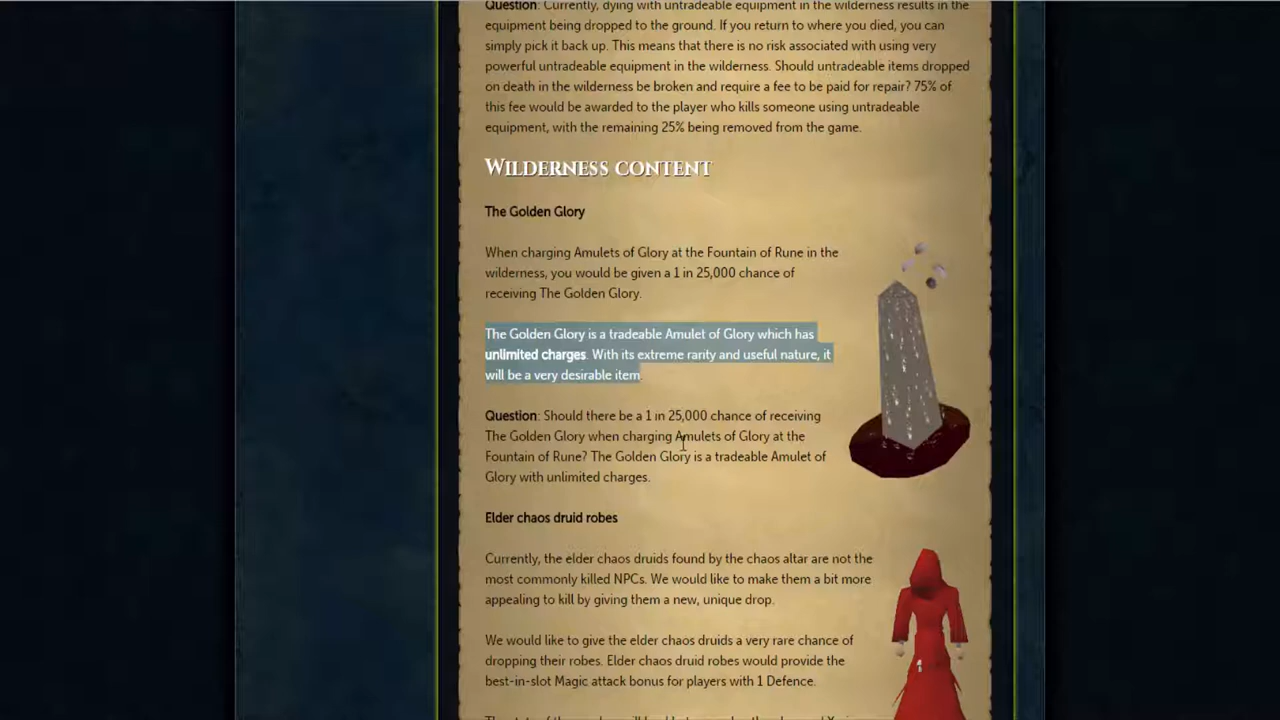 Question: Currently, dying with untradeable equipment in the wilderness results in the
equipment being dropped to the ground. If you return to where you died, you can
simply pick it back up. This means that there is no risk associated with using very
powerful untradeable equipment in the wilderness. Should untradeable items dropped
on death in the wilderness be broken and require a fee to be paid for repair? 75% of
this fee would be awarded to the player who kills someone using untradeable
equipment, with the remaining 25% being removed from the game.
WILDERNESS CONTENT
The Golden Glory
When charging Amulets of Glory at the Fountain of Rune in the
wilderness, you would be given a 1 in 25,000 chance of
receiving The Golden Glory.
The Golden Glory is a tradeable Amulet of Glory which has
unlimited charges. With its extreme rarity and useful nature, it
will be a very desirable item
Question: Should there be a 1 in 25,000 chance of receiving
The Golden Glory when charging Amulets of Glory at the
Fountain of Rune? The Golden Glory is a tradeable Amulet of
Glory with unlimited charges.
Elder chaos druid robes
Currently, the elder chaos druids found by the chaos altar are not the
most commonly killed NPCs. We would like to make them a bit more
appealing to kill by giving them a new, unique drop.
We would like to give the elder chaos druids a very rare chance of
dropping their robes. Elder chaos druid robes would provide the
best-in-slot Magic attack bonus for players with 1 Defence.